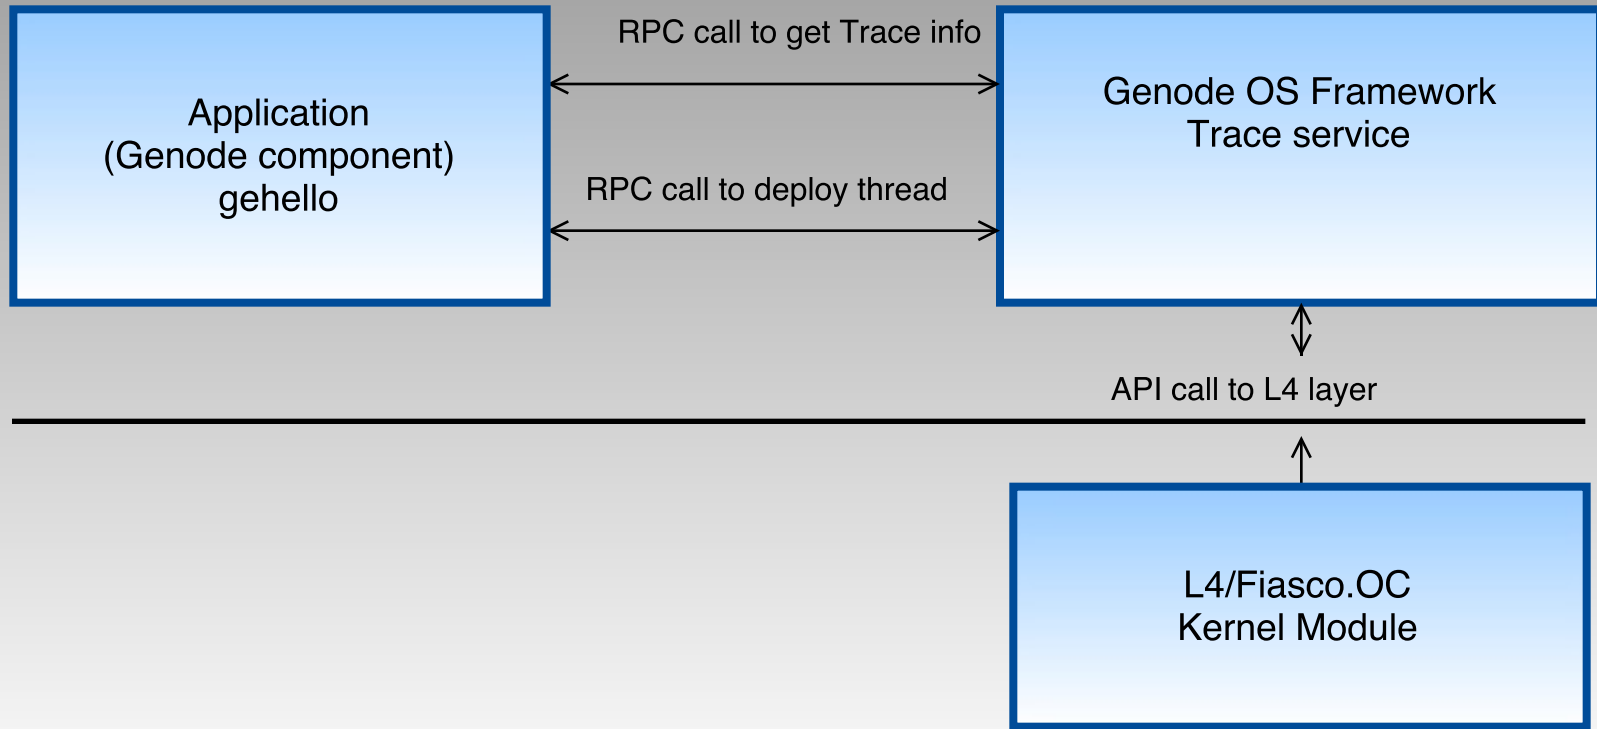 RPC call to get Trace info
Application
(Genode component)
gehello
Genode OS Framework
Trace service
RPC call to deploy thread
API call to L4 layer
L4/Fiasco.OC
Kernel Module